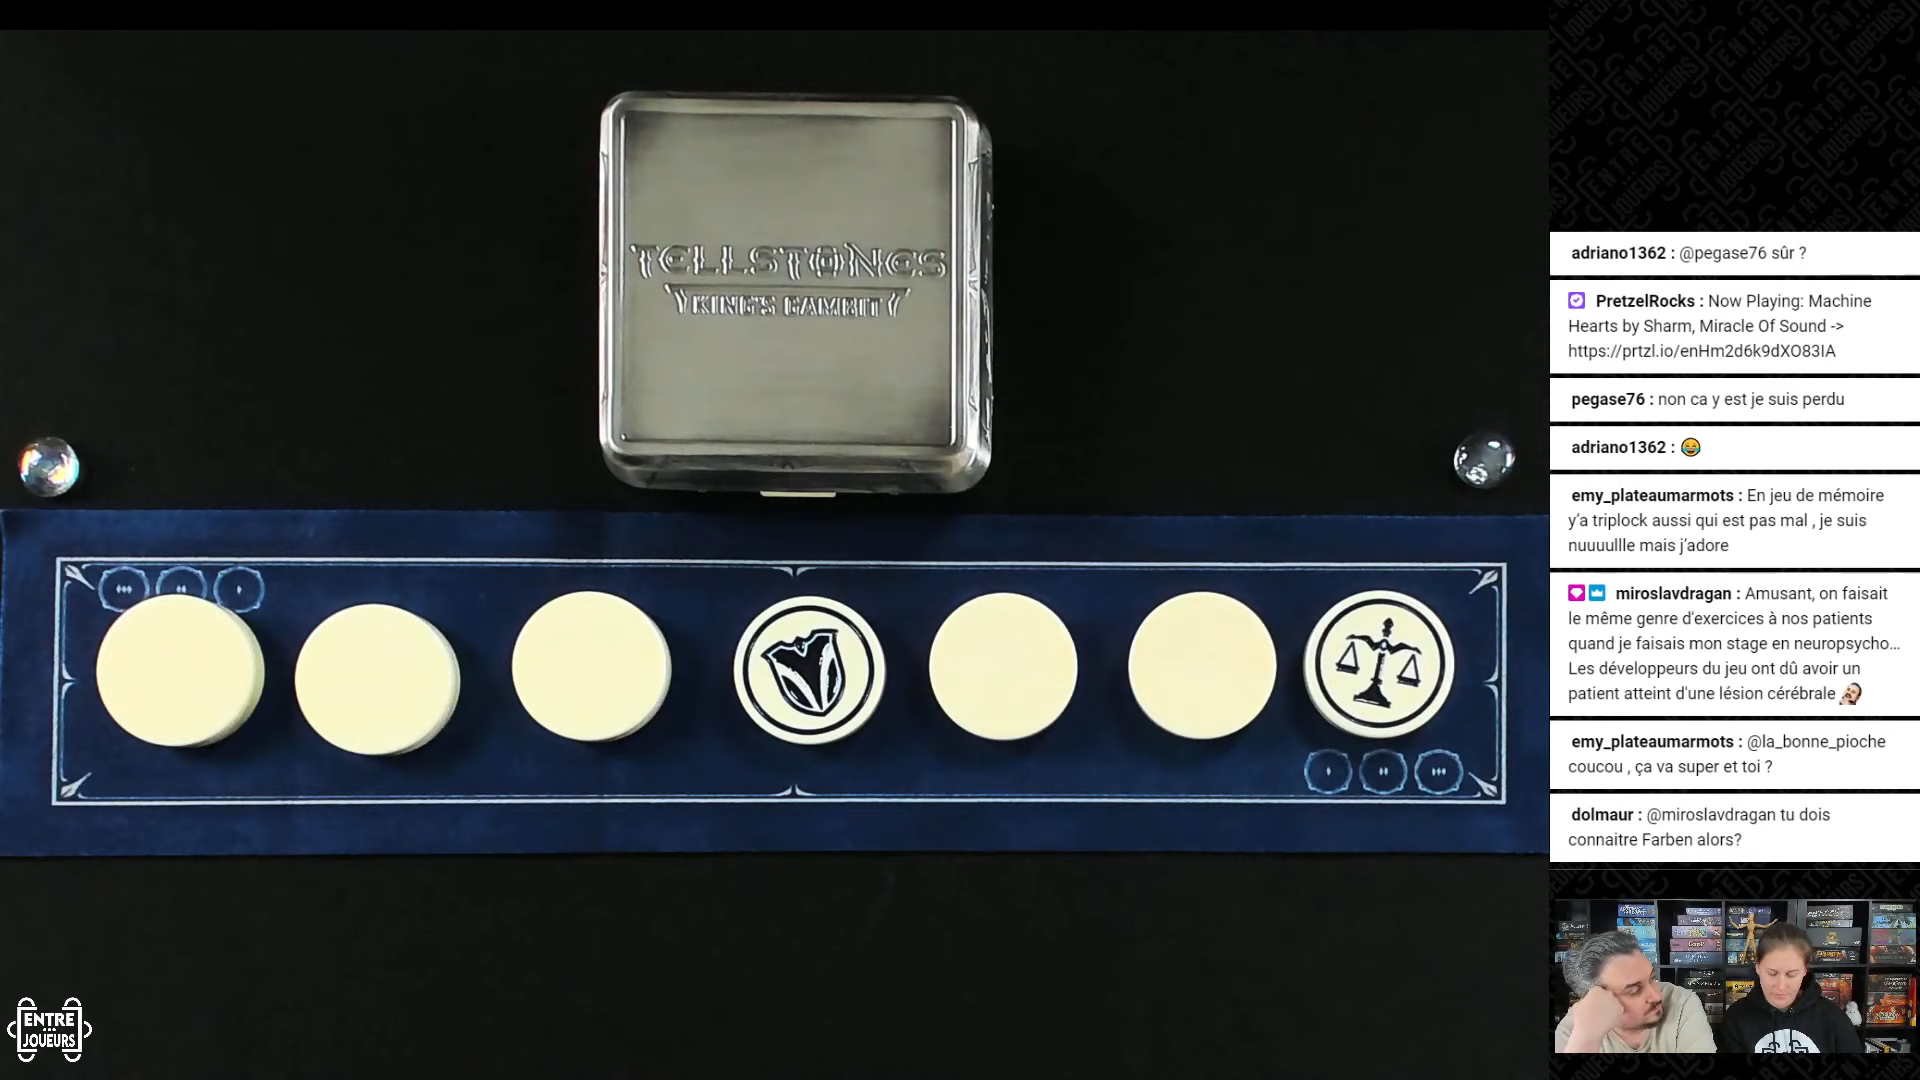 TELLSTONES
KING'S GAMBIT
adriano1362 : @pegase76 sûr ?
PretzelRocks : Now Playing: Machine
Hearts by Sharm, Miracle Of Sound ->
https://prtzl.io/enHm2d6k9dXO83IA
pegase76 : non ca y est je suis perdu
adriano1362 : 😂
emy_plateaumarmots : En jeu de mémoire
y'a triplock aussi qui est pas mal , je suis
nuuuullle mais j'adore
miroslavdragan : Amusant, on faisait
le même genre d'exercices à nos patients
quand je faisais mon stage en neuropsycho...
Les développeurs du jeu ont dû avoir un
patient atteint d'une lésion cérébrale
emy_plateaumarmots : @la_bonne_pioche
coucou , ça va super et toi ?
dolmaur : @miroslavdragan tu dois
connaitre Farben alors?
ENTRE
JOUEURS